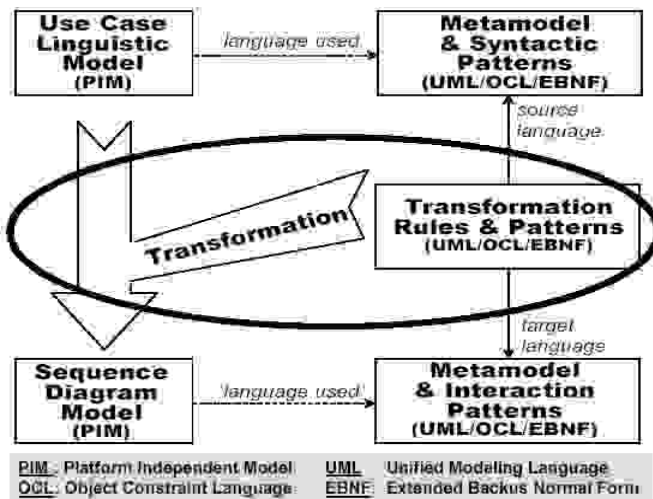 Use Case
Linguistic
Model
(PIM)
language used
Metamodel
& Syntactic
Patterns
(UML/OCL/EBNF)
source
language
Transformation
Transformation
Rules & Patterns
(UML/OCL/EBNF)
target
language
Sequence
Diagram
Model
(PIM)
language used
Metamodel
& Interaction
Patterns
(UML/OCL/EBNF)
PIM : Platform Independent Model UML Unified Modeling Language
OCL : Object Constraint Language EBNF Extended Backus Normal Form